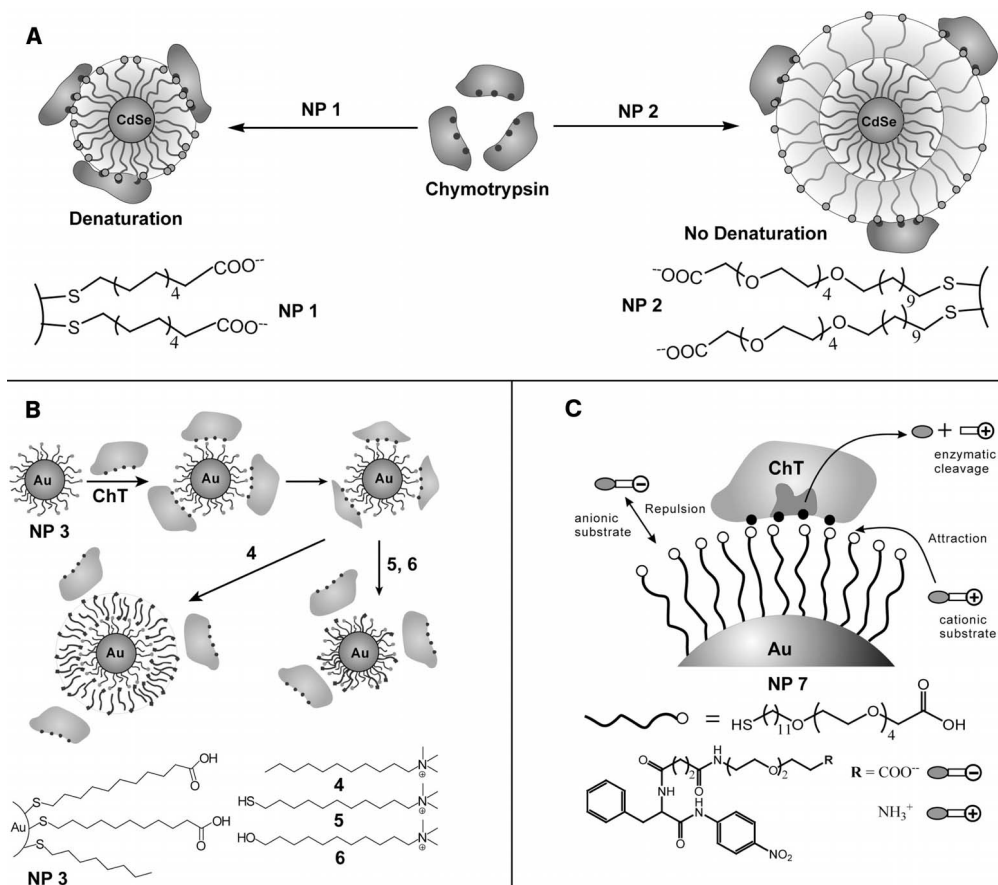 A
CdSe
NP 1
Chymotrypsin
NP 2
CdSe
Denaturation
No Denaturation
S
4
COO⁻
S
4
COO⁻
NP 1
⁻OOC
O
4
O
9
S
⁻OOC
O
4
O
9
S
NP 2
B
Au
NP 3
ChT
Au
Au
4
5, 6
Au
Au
Au
S
O
OH
S
O
OH
S
NP 3
N
⊕
4
HS
N
⊕
5
HO
N
⊕
6
C
ChT
+
+
enzymatic
cleavage
−
anionic
substrate
Repulsion
Attraction
+
cationic
substrate
Au
NP 7
=
HS
11
O
O
4
O
OH
O
2
O
H
N
O
2
R
NH
H
N
O
NO₂
R = COO⁻
−
NH₃⁺
+